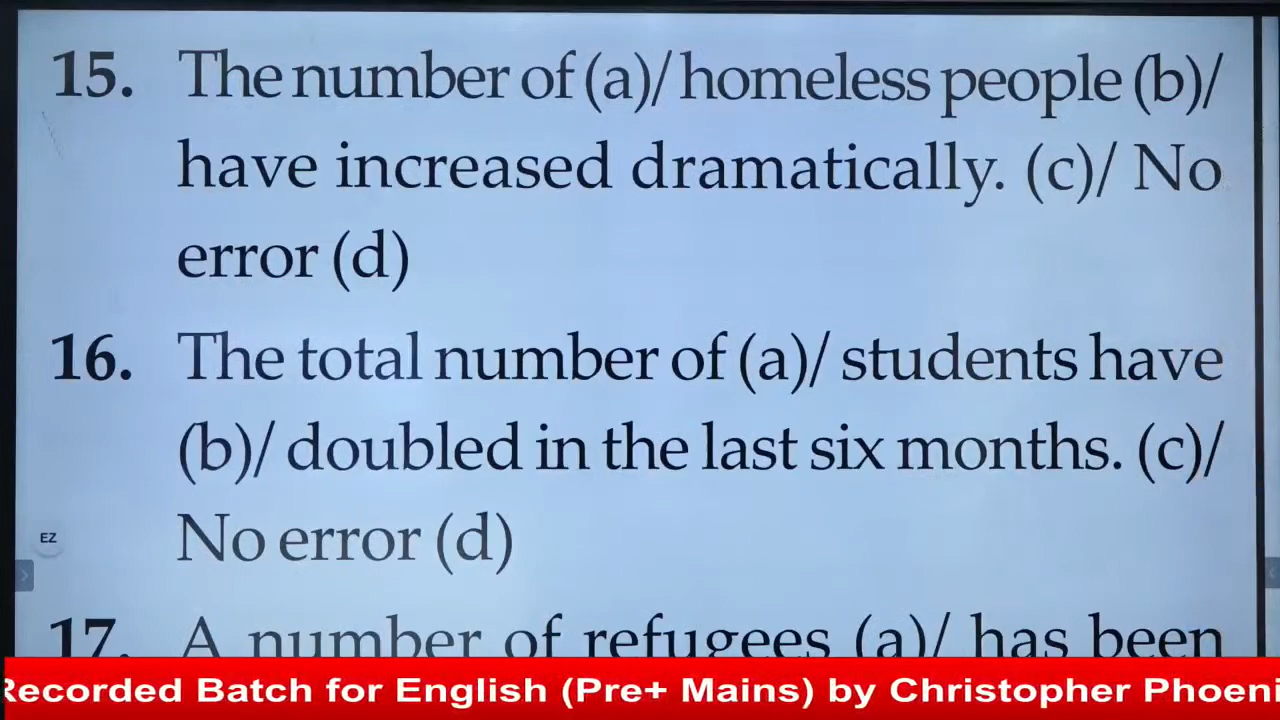 15. The number of (a)/ homeless people (b)/
have increased dramatically. (c)/ No
error (d)
16. The total number of (a)/ students have
(b)/ doubled in the last six months. (c)/
No error (d)
EZ
17. A number of refugees (a)/ has been
Recorded Batch for English (Pre+ Mains) by Christopher Phoeni